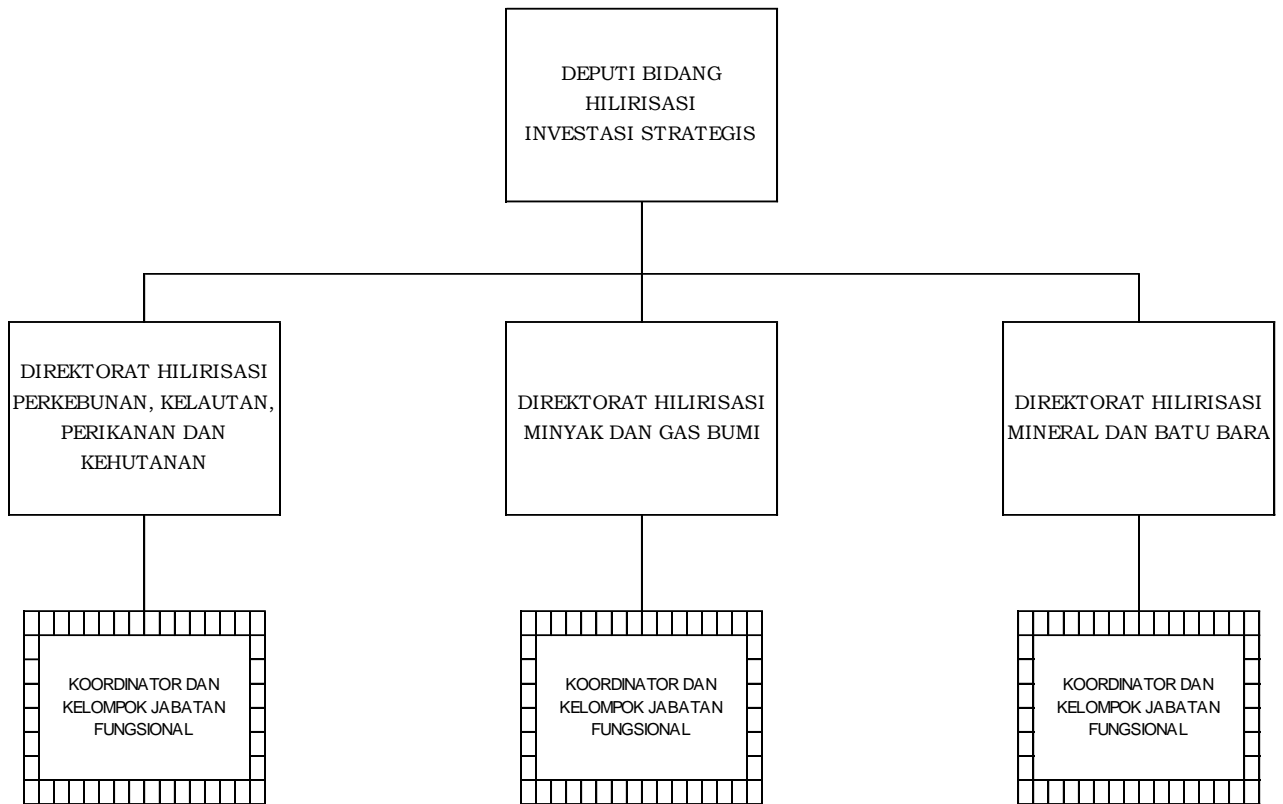 DEPUTI BIDANG
HILIRISASI
INVESTASI STRATEGIS
DIREKTORAT HILIRISASI
PERKEBUNAN, KELAUTAN,
PERIKANAN DAN
KEHUTANAN
DIREKTORAT HILIRISASI
MINYAK DAN GAS BUMI
DIREKTORAT HILIRISASI
MINERAL DAN BATU BARA
KOORDINATOR DAN
KELOMPOK JABATAN
FUNGSIONAL
KOORDINATOR DAN
KELOMPOK JABATAN
FUNGSIONAL
KOORDINATOR DAN
KELOMPOK JABATAN
FUNGSIONAL